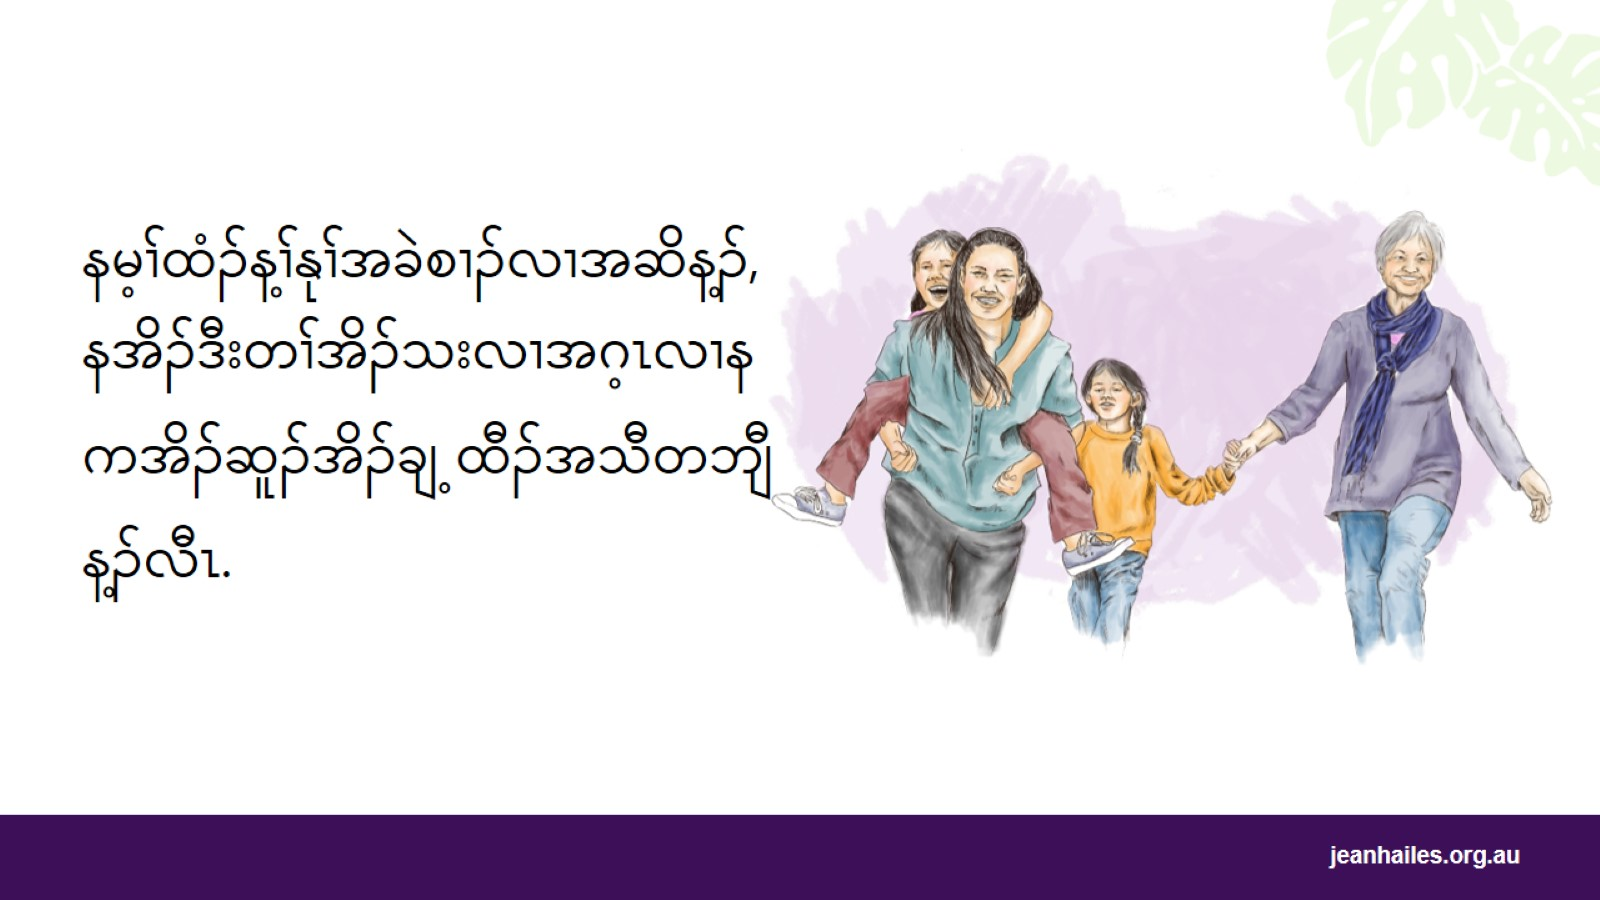 နမ့ၢ်ထံၣ်န့ၢ်နုၢ်အခဲစၢၣ်လၢအဆိန့ၣ်,
နအိၣ်ဒီးတၢ်အိၣ်သးလၢအဂ့ၤလၢန
ကအိၣ်ဆူၣ်အိၣ်ချ့ ထီၣ်အသီတဘျီ
န့ၣ်လီၤ.
jeanhailes.org.au